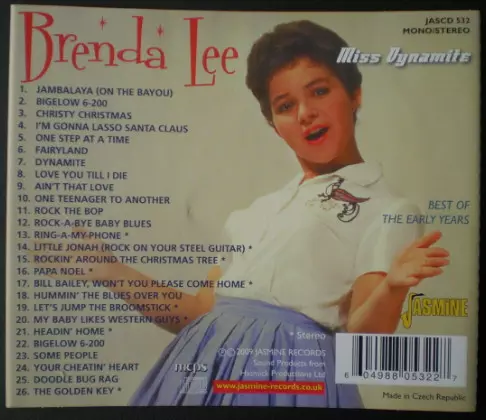 JASCD 532
MONO/STEREO
Brenda Lee
Miss Dynamite
1. JAMBALAYA (ON THE BAYOU)
2. BIGELOW 6-200
3. CHRISTY CHRISTMAS
4. I'M GONNA LASSO SANTA CLAUS
5. ONE STEP AT A TIME
6. FAIRYLAND
7. DYNAMITE
8. LOVE YOU TILL I DIE
9. AIN'T THAT LOVE
10. ONE TEENAGER TO ANOTHER
11. ROCK THE BOP
12. ROCK-A-BYE BABY BLUES
13. RING-A-MY-PHONE *
14. LITTLE JONAH (ROCK ON YOUR STEEL GUITAR) *
15. ROCKIN' AROUND THE CHRISTMAS TREE *
16. PAPA NOEL *
17. BILL BAILEY, WON'T YOU PLEASE COME HOME *
18. HUMMIN' THE BLUES OVER YOU
19. LET'S JUMP THE BROOMSTICK *
20. MY BABY LIKES WESTERN GUYS *
21. HEADIN' HOME *
22. BIGELOW 6-200
23. SOME PEOPLE
24. YOUR CHEATIN' HEART
25. DOODLE BUG RAG
26. THE GOLDEN KEY *
BEST OF
THE EARLY YEARS
JASMINE
* Stereo
mcps
℗ © 2009 JASMINE RECORDS
Sound Products from
Hasmick Productions Ltd
www.jasmine-records.co.uk
6 04988 05322 7
Made in Czech Republic